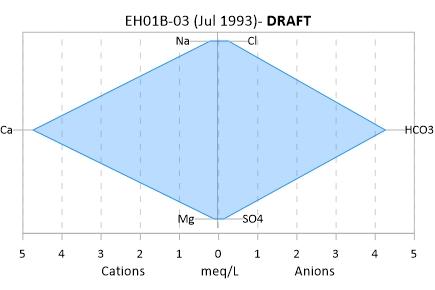 EH01B-03 (Jul 1993)- DRAFT
Na Cl
Ca HCO3
Mg SO4
5 4 3 2 1 0 1 2 3 4 5
Cations meq/L Anions